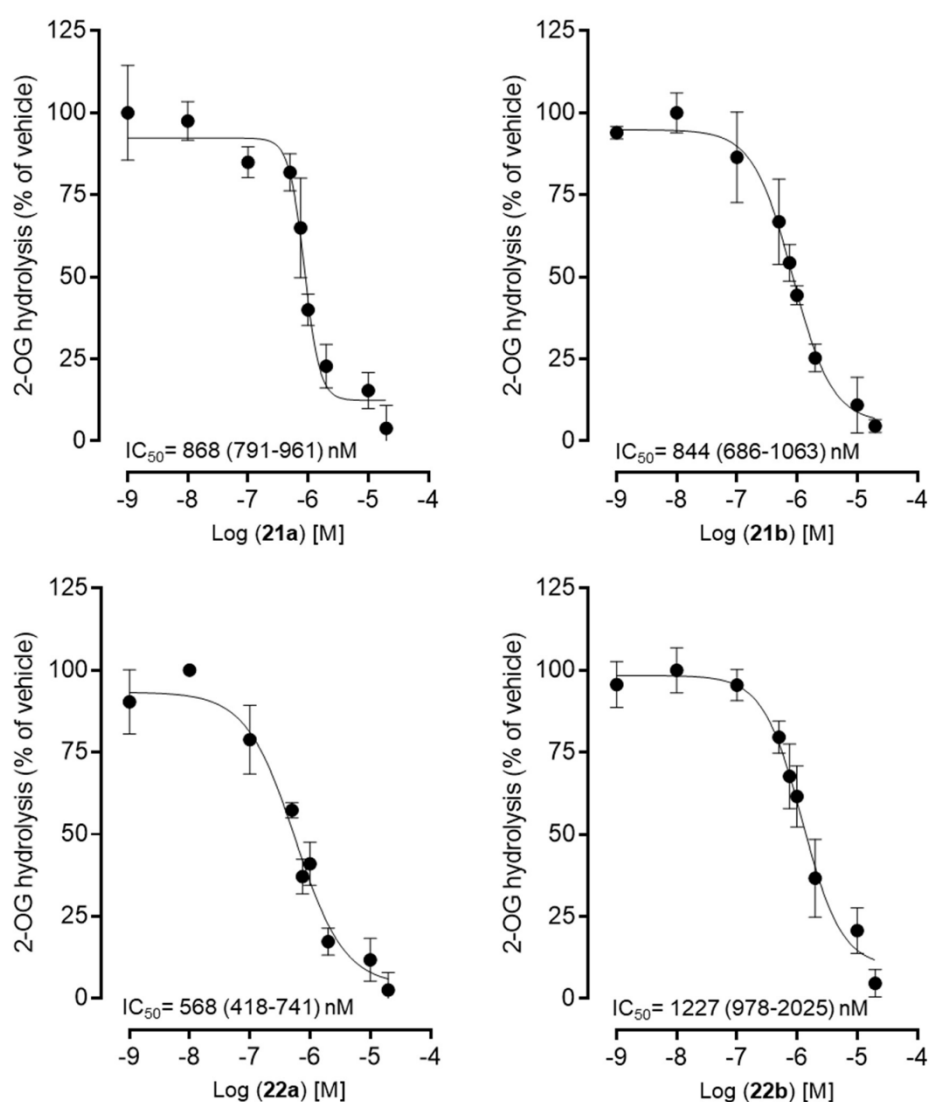 2-OG hydrolysis (% of vehicle)
125
100
75
50
25
0
IC₅₀= 868 (791-961) nM
-9 -8 -7 -6 -5 -4
Log (21a) [M]
2-OG hydrolysis (% of vehicle)
125
100
75
50
25
0
IC₅₀= 844 (686-1063) nM
-9 -8 -7 -6 -5 -4
Log (21b) [M]
2-OG hydrolysis (% of vehicle)
125
100
75
50
25
0
IC₅₀= 568 (418-741) nM
-9 -8 -7 -6 -5 -4
Log (22a) [M]
2-OG hydrolysis (% of vehicle)
125
100
75
50
25
0
IC₅₀= 1227 (978-2025) nM
-9 -8 -7 -6 -5 -4
Log (22b) [M]